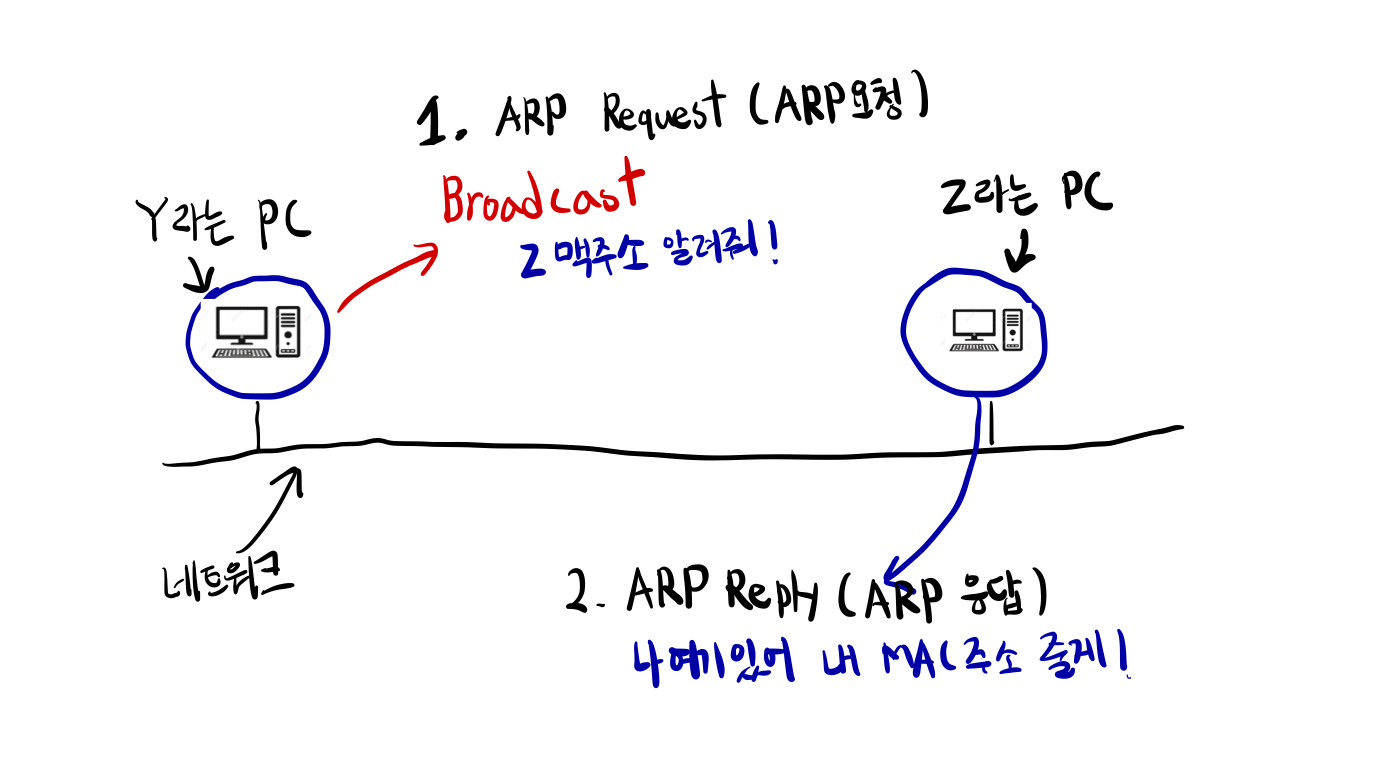 1. ARP Request (ARP요청)
Broadcast
Z 맥주소 알려줘!
Y라는 PC
Z라는 PC
네트워크
2. ARP Reply (ARP 응답)
나 여기있어 내 MAC주소 줄게!